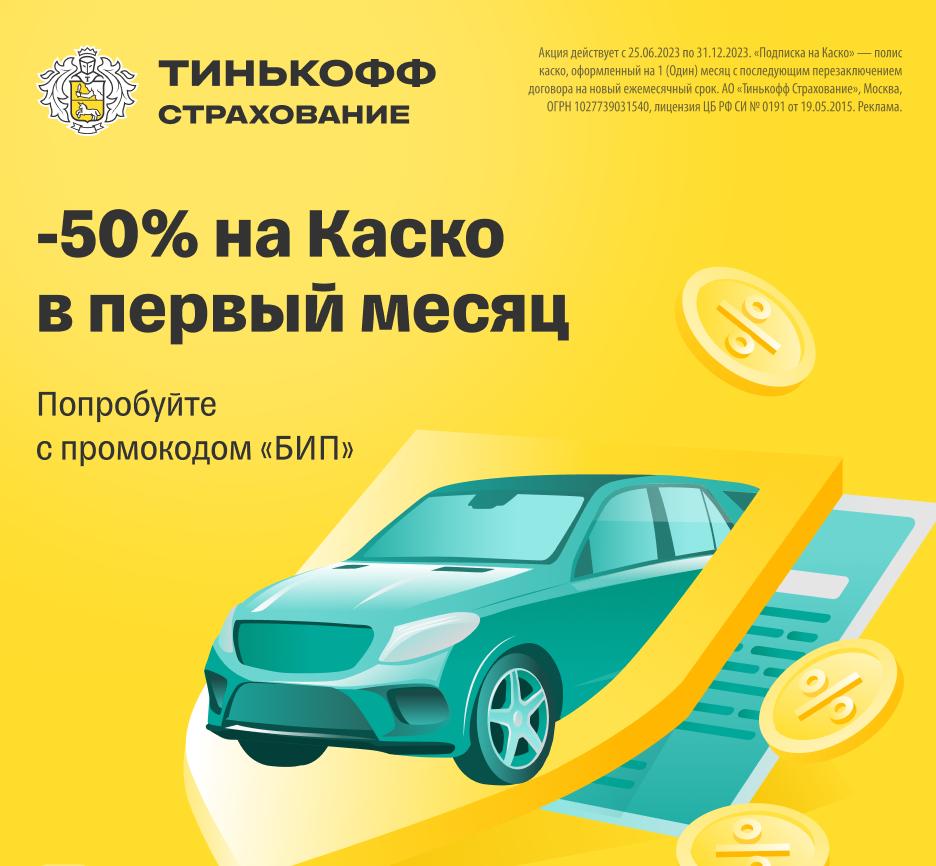 ТИНЬКОФФ
СТРАХОВАНИЕ
Акция действует с 25.06.2023 по 31.12.2023. «Подписка на Каско» — полис
каско, оформленный на 1 (Один) месяц с последующим перезаключением
договора на новый ежемесячный срок. АО «Тинькофф Страхование», Москва,
ОГРН 1027739031540, лицензия ЦБ РФ СИ № 0191 от 19.05.2015. Реклама.
-50% на Каско
в первый месяц
Попробуйте
с промокодом «БИП»
%
%
%